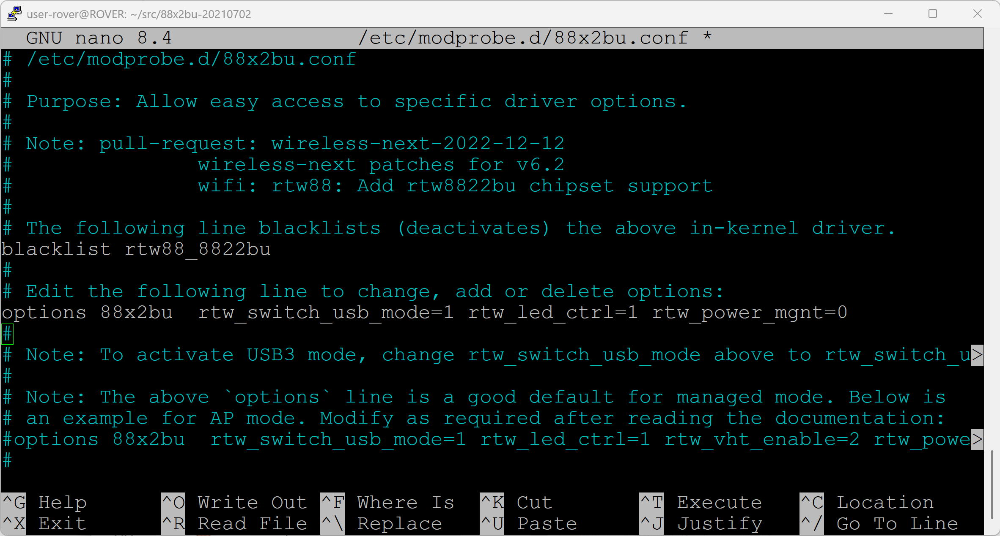 user-rover@ROVER: ~/src/88x2bu-20210702
GNU nano 8.4 /etc/modprobe.d/88x2bu.conf *
# /etc/modprobe.d/88x2bu.conf
#
# Purpose: Allow easy access to specific driver options.
#
# Note: pull-request: wireless-next-2022-12-12
#               wireless-next patches for v6.2
#               wifi: rtw88: Add rtw8822bu chipset support
#
# The following line blacklists (deactivates) the above in-kernel driver.
blacklist rtw88_8822bu
#
# Edit the following line to change, add or delete options:
options 88x2bu  rtw_switch_usb_mode=1 rtw_led_ctrl=1 rtw_power_mgnt=0
#
# Note: To activate USB3 mode, change rtw_switch_usb_mode above to rtw_switch_u>
#
# Note: The above `options` line is a good default for managed mode. Below is
# an example for AP mode. Modify as required after reading the documentation:
#options 88x2bu  rtw_switch_usb_mode=1 rtw_led_ctrl=1 rtw_vht_enable=2 rtw_powe>
#
^G Help ^O Write Out ^F Where Is ^K Cut ^T Execute ^C Location
^X Exit ^R Read File ^\ Replace ^U Paste ^J Justify ^/ Go To Line